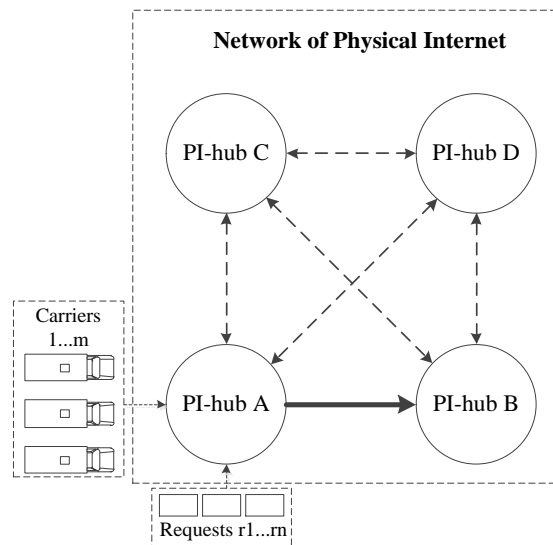 Network of Physical Internet
PI-hub C
PI-hub D
Carriers
1...m
PI-hub A
PI-hub B
Requests r1...rn